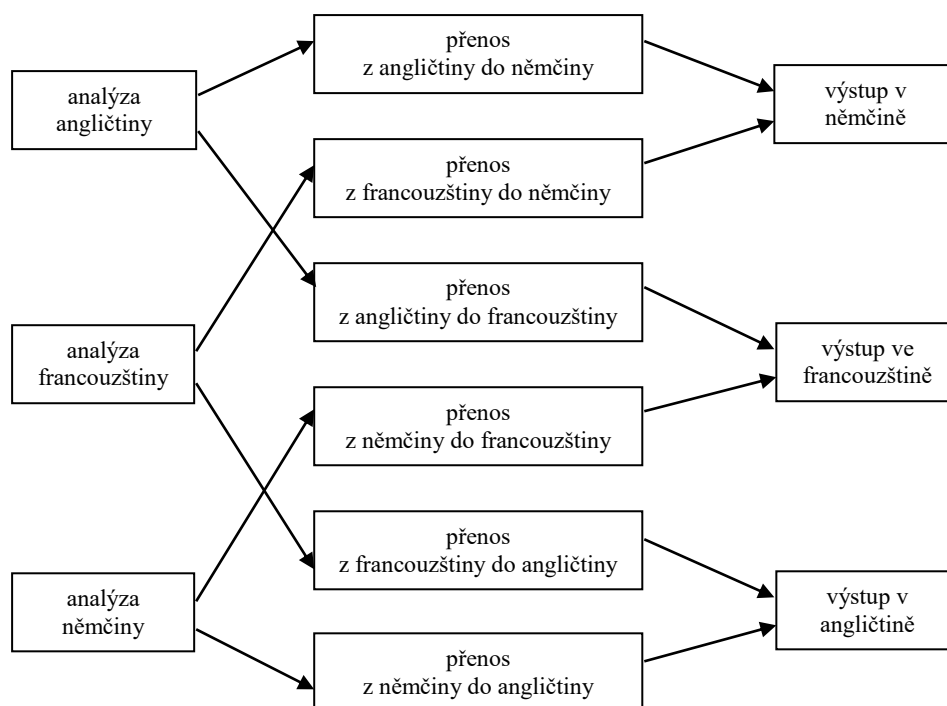 analýza
angličtiny
analýza
francouzštiny
analýza
němčiny
přenos
z angličtiny do němčiny
přenos
z francouzštiny do němčiny
přenos
z angličtiny do francouzštiny
přenos
z němčiny do francouzštiny
přenos
z francouzštiny do angličtiny
přenos
z němčiny do angličtiny
výstup v
němčině
výstup ve
francouzštině
výstup v
angličtině